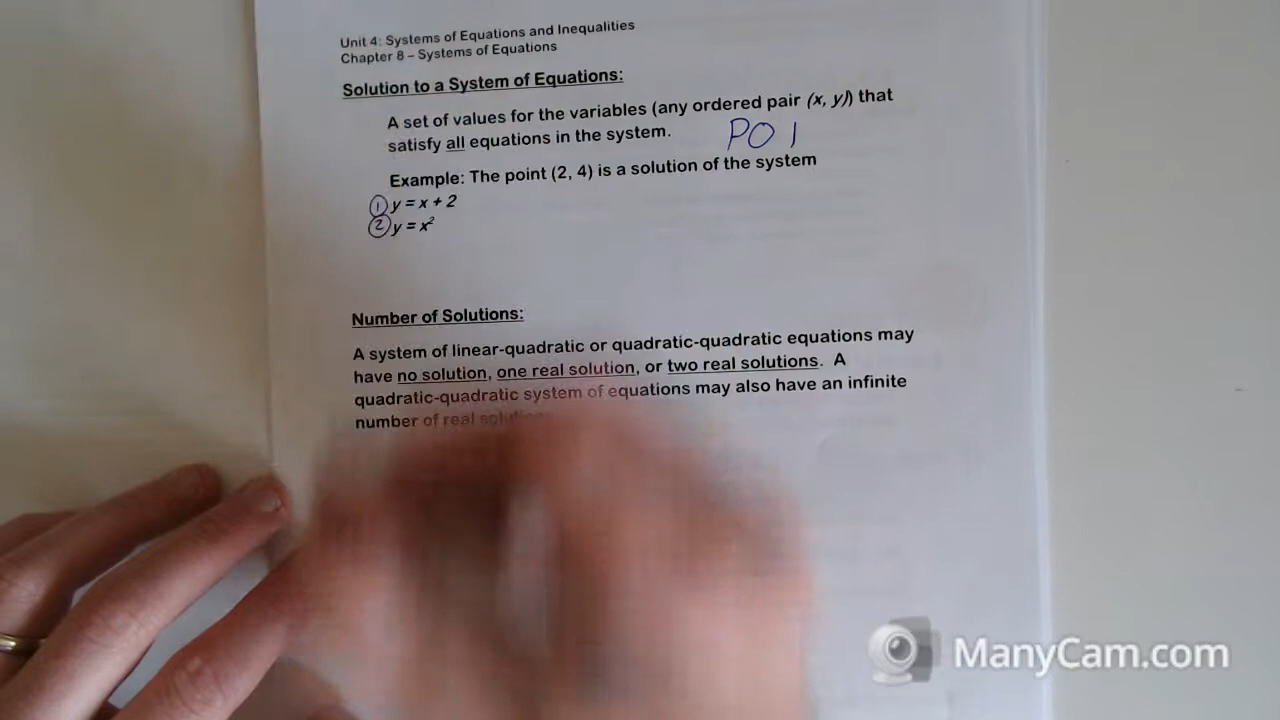 Unit 4: Systems of Equations and Inequalities
Chapter 8 – Systems of Equations
Solution to a System of Equations:
A set of values for the variables (any ordered pair (x, y)) that
satisfy all equations in the system.
POI
Example: The point (2, 4) is a solution of the system
① y = x + 2
② y = x²
Number of Solutions:
A system of linear-quadratic or quadratic-quadratic equations may
have no solution, one real solution, or two real solutions. A
quadratic-quadratic system of equations may also have an infinite
number of real
ManyCam.com